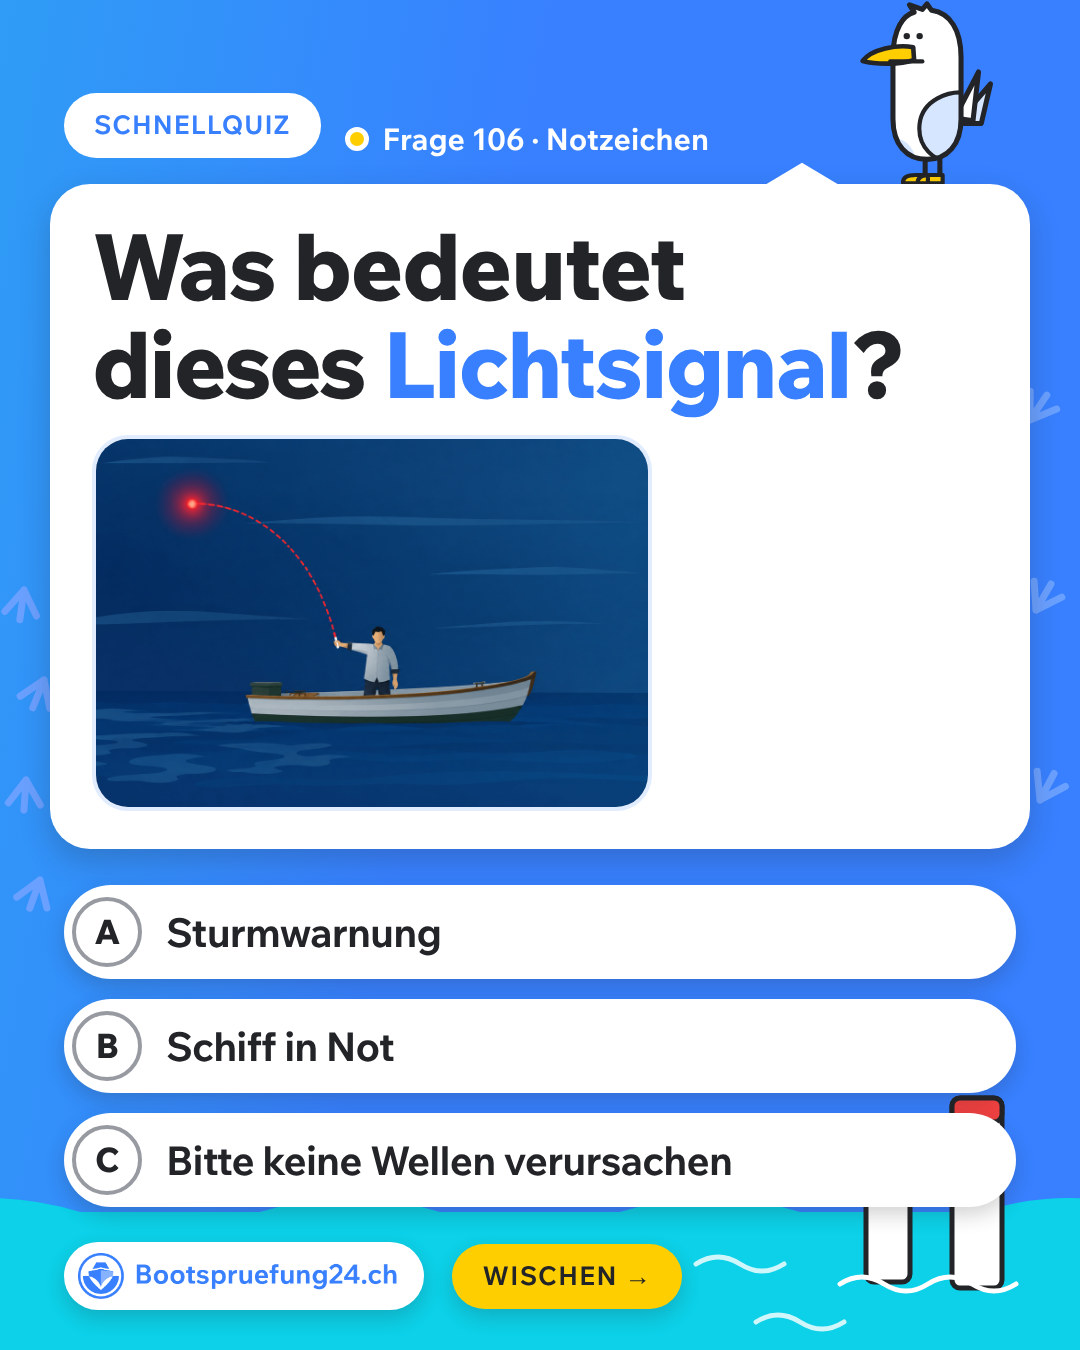 SCHNELLQUIZ
Frage 106 · Notzeichen
Was bedeutet
dieses Lichtsignal?
A Sturmwarnung
B Schiff in Not
C Bitte keine Wellen verursachen
Bootspruefung24.ch
WISCHEN →